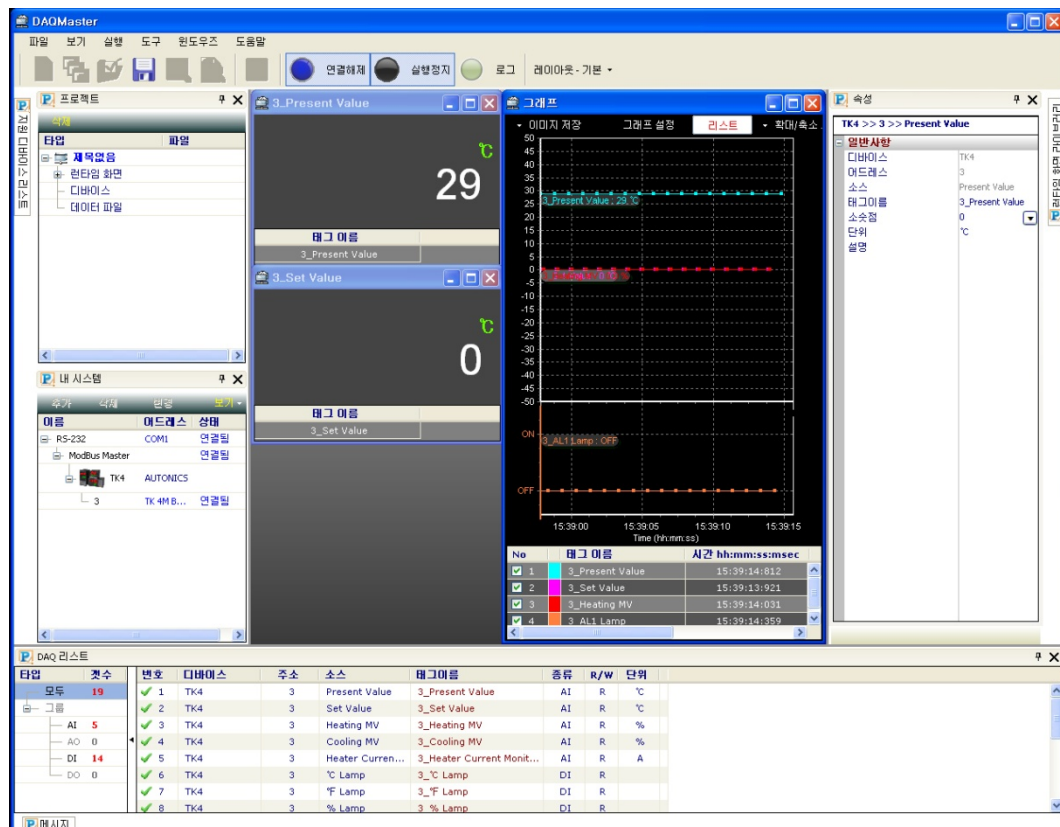 DAQMaster
파일 보기 실행 도구 윈도우즈 도움말
연결해제 실행정지 로그 레이아웃-기본
프로젝트
삭제
타입 파일
제목없음
런타임 화면
디바이스
데이터 파일
내 시스템
추가 삭제 변경 보기
이름 어드레스 상태
RS-232 COM1 연결됨
ModBus Master 연결됨
TK4 AUTONICS
3 TK 4M B... 연결됨
3_Present Value
℃
29
태그 이름
3_Present Value
3_Set Value
℃
0
태그 이름
3_Set Value
그래프
이미지 저장 그래프 설정 리스트 확대/축소
50
45
40
35
30
25
20
15
10
5
0
-5
-10
-15
-20
-25
-30
-35
-40
-45
-50
3_Present Value : 29 ℃
ON
3_AL1 Lamp : OFF
OFF
15:39:00 15:39:05 15:39:10 15:39:15
Time (hh:mm:ss)
No 태그 이름 시간 hh:mm:ss:msec
1 3_Present Value 15:39:14:812
2 3_Set Value 15:39:13:921
3 3_Heating MV 15:39:14:031
4 3_AL1 Lamp 15:39:14:359
속성
TK4 >> 3 >> Present Value
일반사항
디바이스 TK4
어드레스 3
소스 Present Value
태그이름 3_Present Value
소숫점 0
단위 ℃
설명
DAQ 리스트
타입 갯수
모두 19
그룹
AI 5
AO 0
DI 14
DO 0
번호 디바이스 주소 소스 태그이름 종류 R/W 단위
1 TK4 3 Present Value 3_Present Value AI R ℃
2 TK4 3 Set Value 3_Set Value AI R ℃
3 TK4 3 Heating MV 3_Heating MV AI R %
4 TK4 3 Cooling MV 3_Cooling MV AI R %
5 TK4 3 Heater Curren... 3_Heater Current Monit... AI R A
6 TK4 3 ℃ Lamp 3_℃ Lamp DI R
7 TK4 3 ℉ Lamp 3_℉ Lamp DI R
8 TK4 3 % Lamp 3_% Lamp DI R
메시지